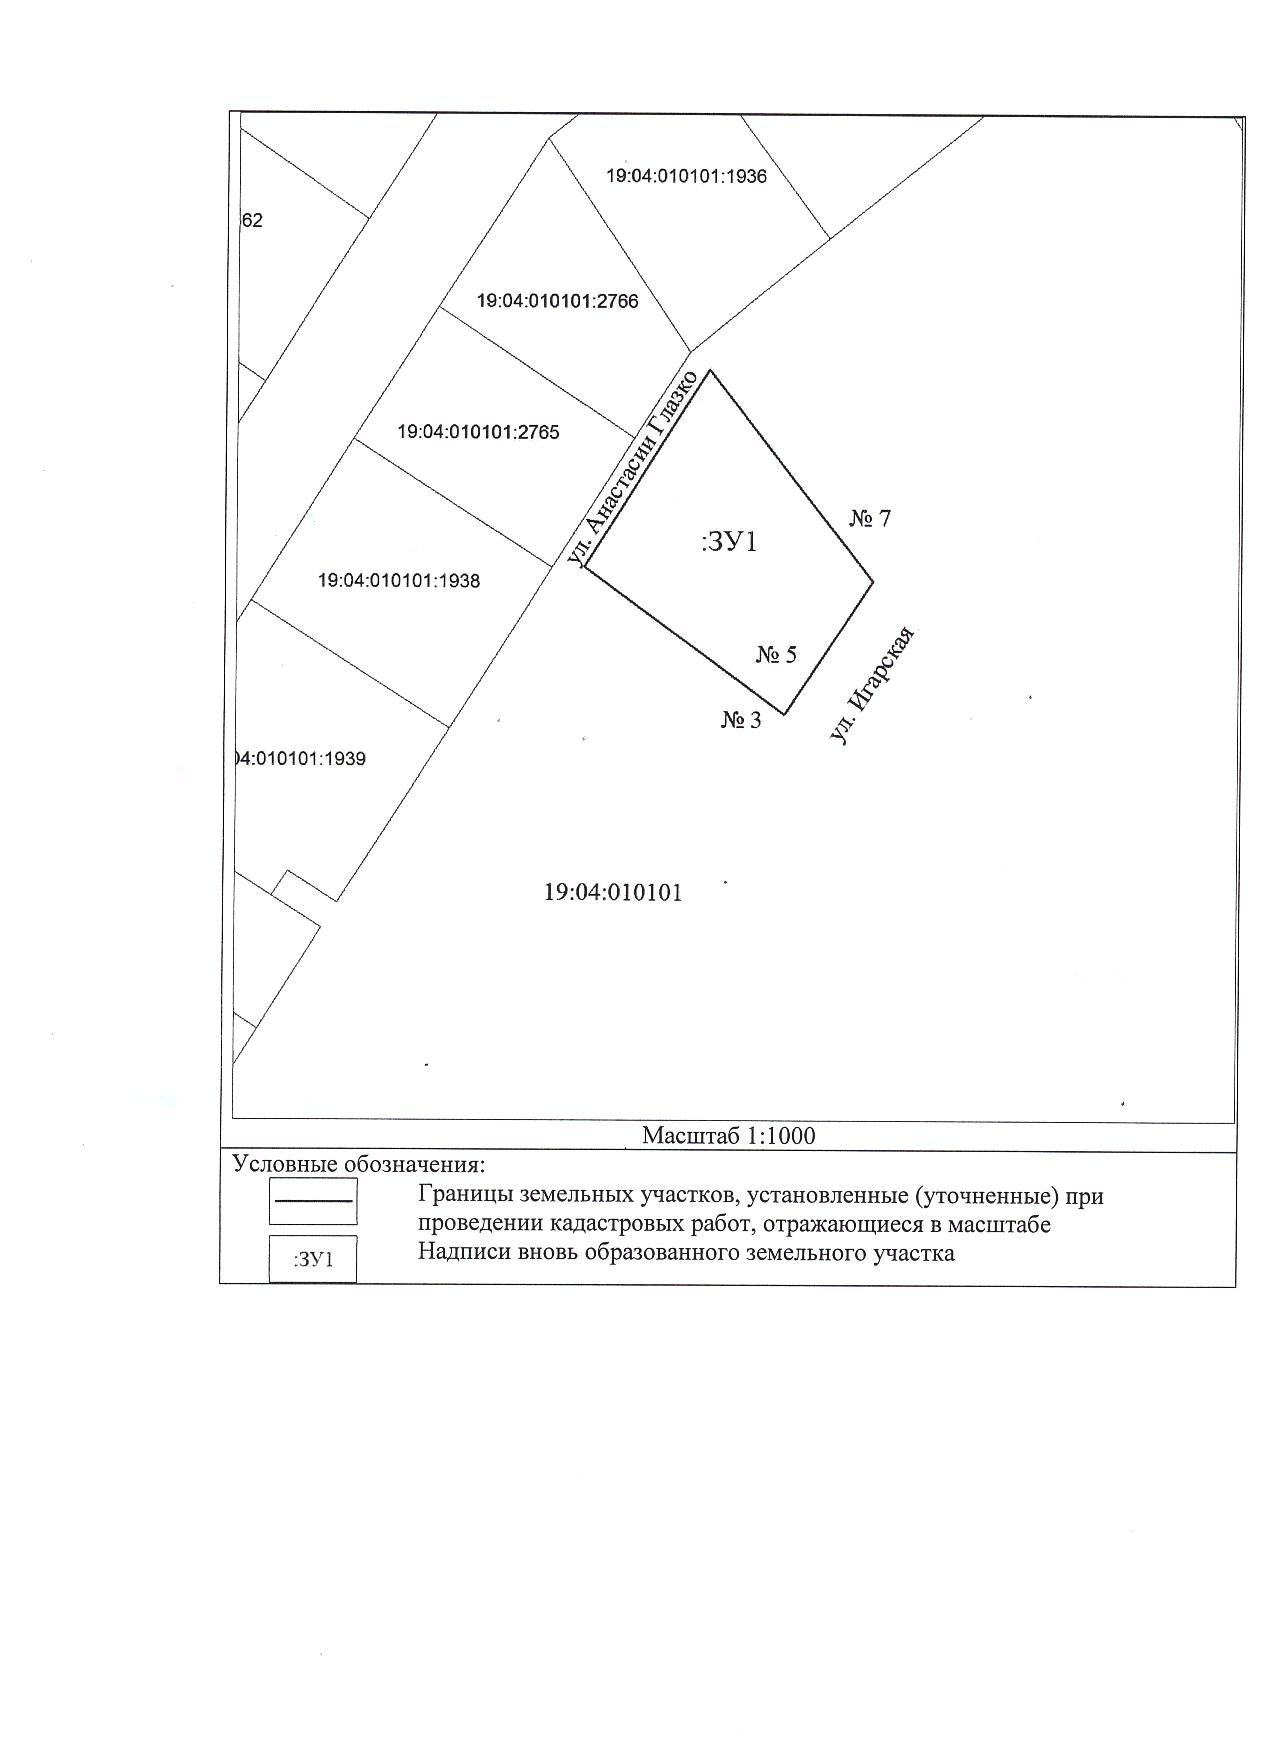 19:04:010101:1936
62
19:04:010101:2766
ул. Анастасии Глазко
19:04:010101:2765
№ 7
:ЗУ1
19:04:010101:1938
№ 5
ул. Игарская
№ 3
04:010101:1939
19:04:010101
Масштаб 1:1000
Условные обозначения:
Границы земельных участков, установленные (уточненные) при
проведении кадастровых работ, отражающиеся в масштабе
:ЗУ1
Надписи вновь образованного земельного участка